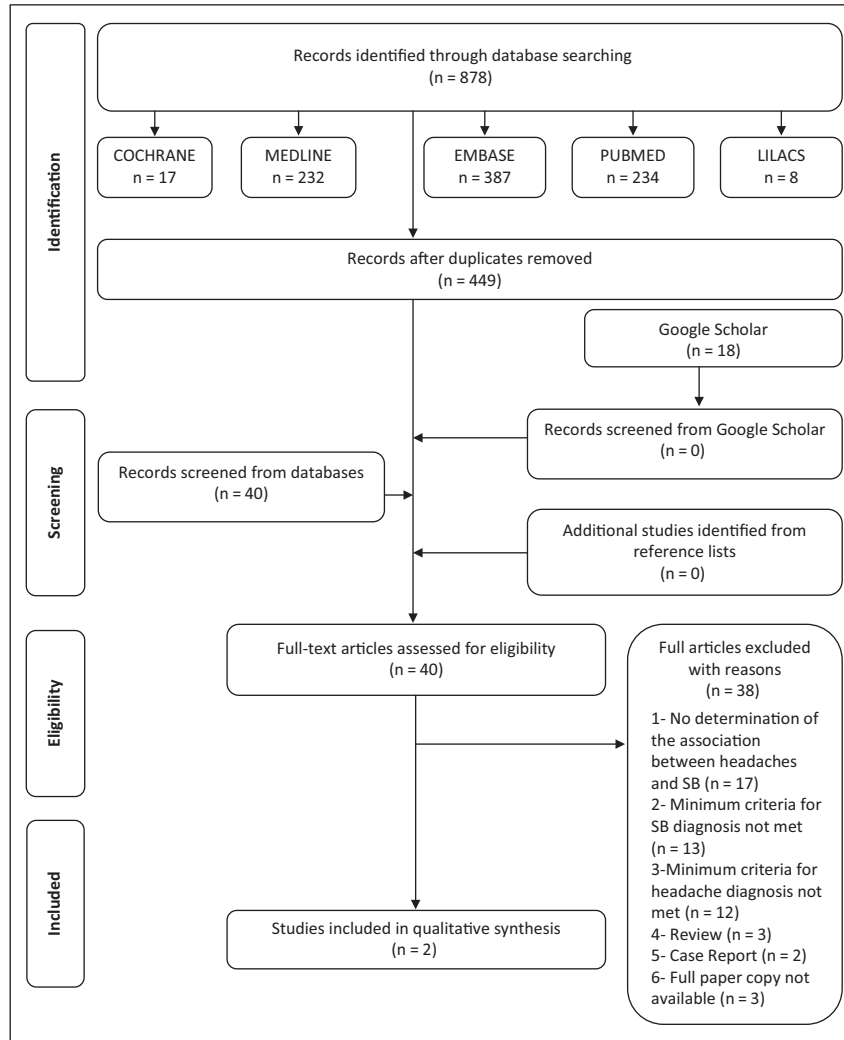 Identification
Records identified through database searching
(n = 878)
COCHRANE
n = 17
MEDLINE
n = 232
EMBASE
n = 387
PUBMED
n = 234
LILACS
n = 8
Records after duplicates removed
(n = 449)
Google Scholar
(n = 18)
Screening
Records screened from Google Scholar
(n = 0)
Records screened from databases
(n = 40)
Additional studies identified from
reference lists
(n = 0)
Eligibility
Full-text articles assessed for eligibility
(n = 40)
Full articles excluded
with reasons
(n = 38)
1- No determination of
the association
between headaches
and SB (n = 17)
2- Minimum criteria for
SB diagnosis not met
(n = 13)
3-Minimum criteria for
headache diagnosis not
met (n = 12)
4- Review (n = 3)
5- Case Report (n = 2)
6- Full paper copy not
available (n = 3)
Included
Studies included in qualitative synthesis
(n = 2)